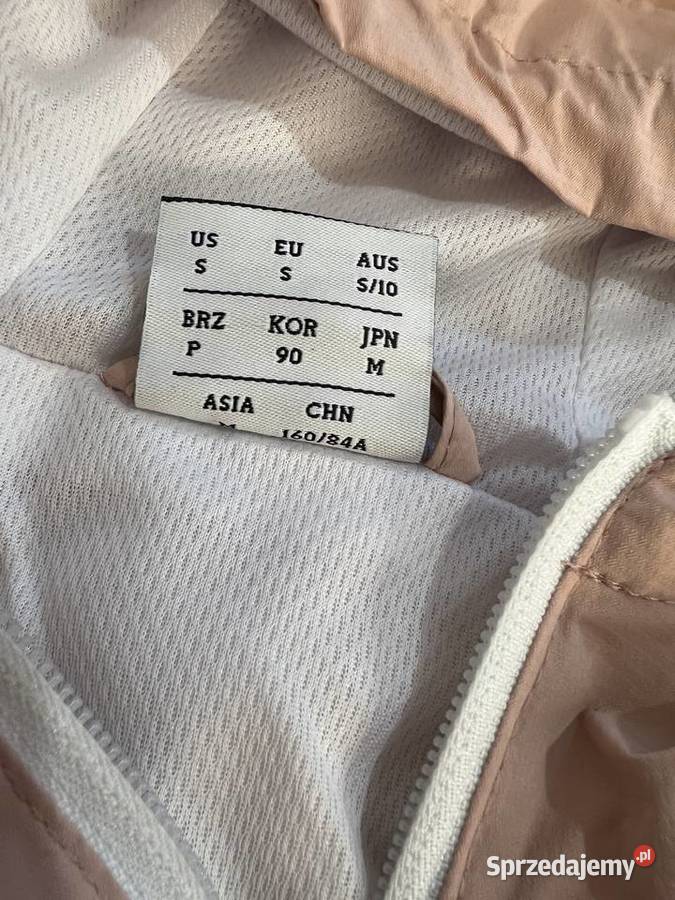 US EU AUS
S S S/10
BRZ KOR JPN
P 90 M
ASIA CHN
M 160/84A
Sprzedajemy.pl